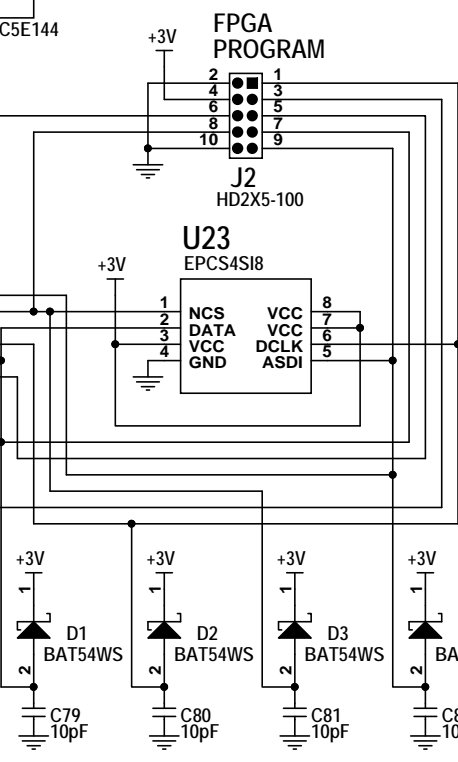 C5E144
+3V
FPGA
PROGRAM
2 1
4 3
6 5
8 7
10 9
J2
HD2X5-100
U23
EPCS4SI8
+3V
1 NCS VCC 8
2 DATA VCC 7
3 VCC DCLK 6
4 GND ASDI 5
+3V +3V +3V +3V
1 1 1 1
D1 D2 D3
BAT54WS BAT54WS BAT54WS BA
2 2 2 2
C79 C80 C81 C8
10pF 10pF 10pF 10